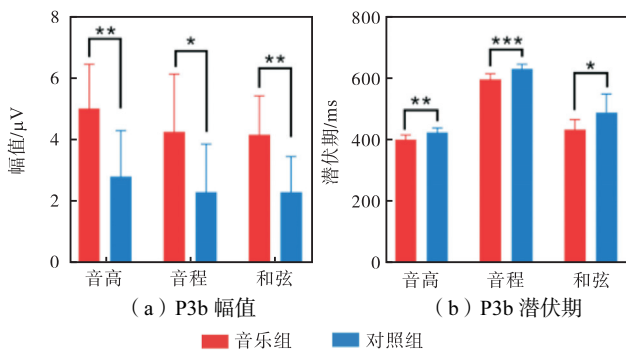 8
6
4
2
0
幅值/μV
**
*
**
音高
音程
和弦
（a）P3b 幅值
800
600
400
200
0
潜伏期/ms
**
***
*
音高
音程
和弦
（b）P3b 潜伏期
音乐组
对照组